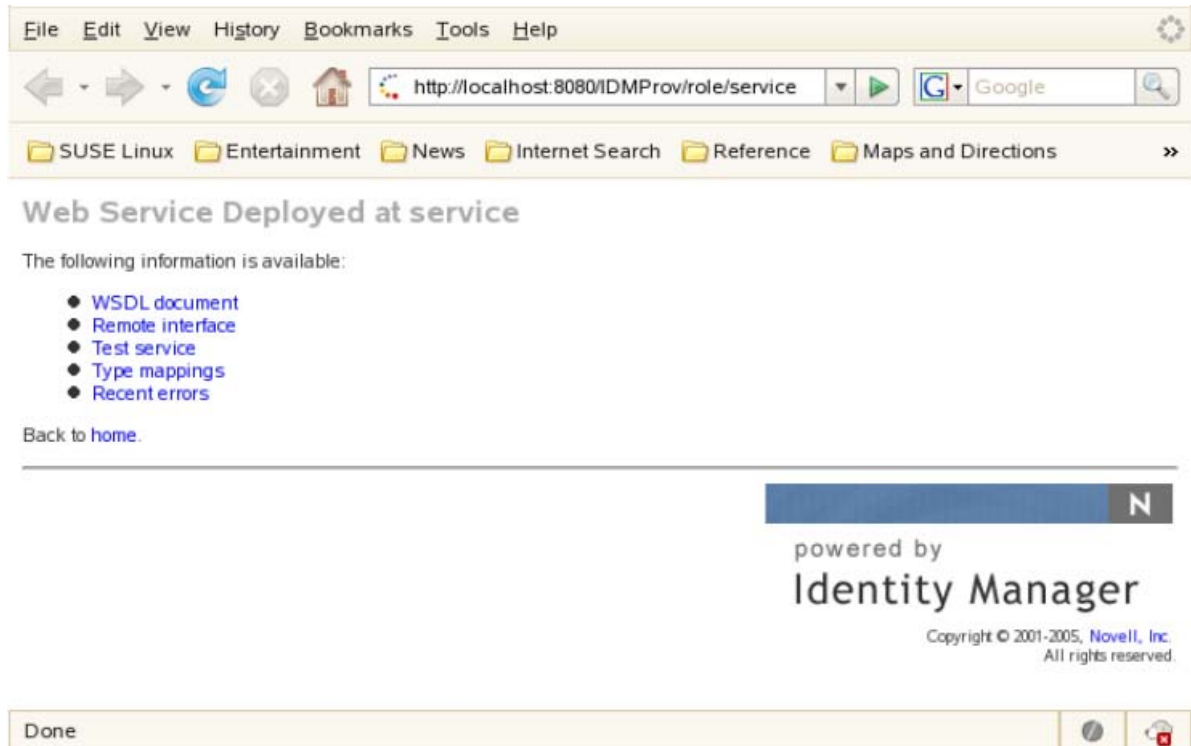 File Edit View History Bookmarks Tools Help
http://localhost:8080/IDMProv/role/service G Google
SUSE Linux Entertainment News Internet Search Reference Maps and Directions »
Web Service Deployed at service
The following information is available:
WSDL document
Remote interface
Test service
Type mappings
Recent errors
Back to home.
N
powered by
Identity Manager
Copyright © 2001-2005, Novell, Inc.
All rights reserved.
Done